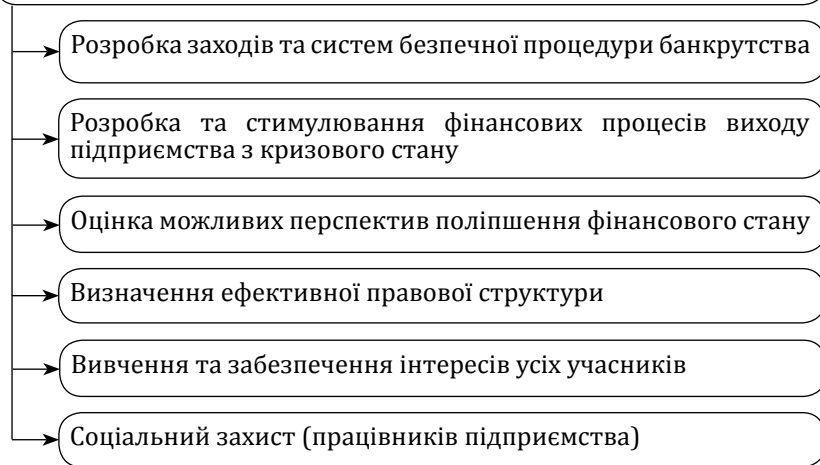 Розробка заходів та систем безпечної процедури банкрутства
Розробка та стимулювання фінансових процесів виходу
підприємства з кризового стану
Оцінка можливих перспектив поліпшення фінансового стану
Визначення ефективної правової структури
Вивчення та забезпечення інтересів усіх учасників
Соціальний захист (працівників підприємства)